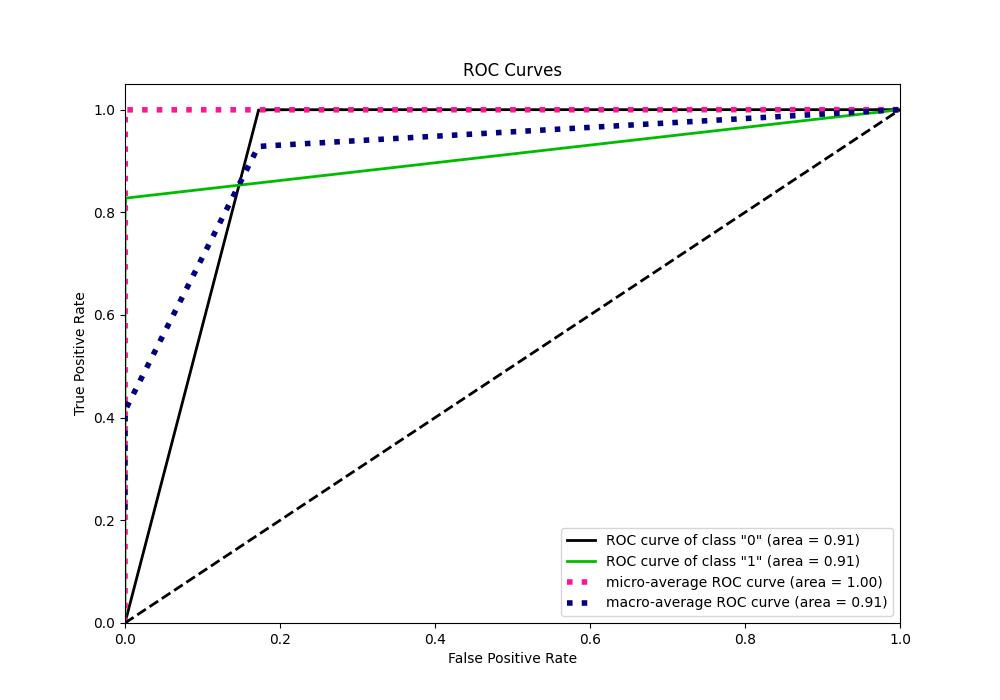 ROC Curves
1.0
0.8
0.6
0.4
0.2
0.0
True Positive Rate
0.0 0.2 0.4 0.6 0.8 1.0
False Positive Rate
ROC curve of class "0" (area = 0.91)
ROC curve of class "1" (area = 0.91)
micro-average ROC curve (area = 1.00)
macro-average ROC curve (area = 0.91)